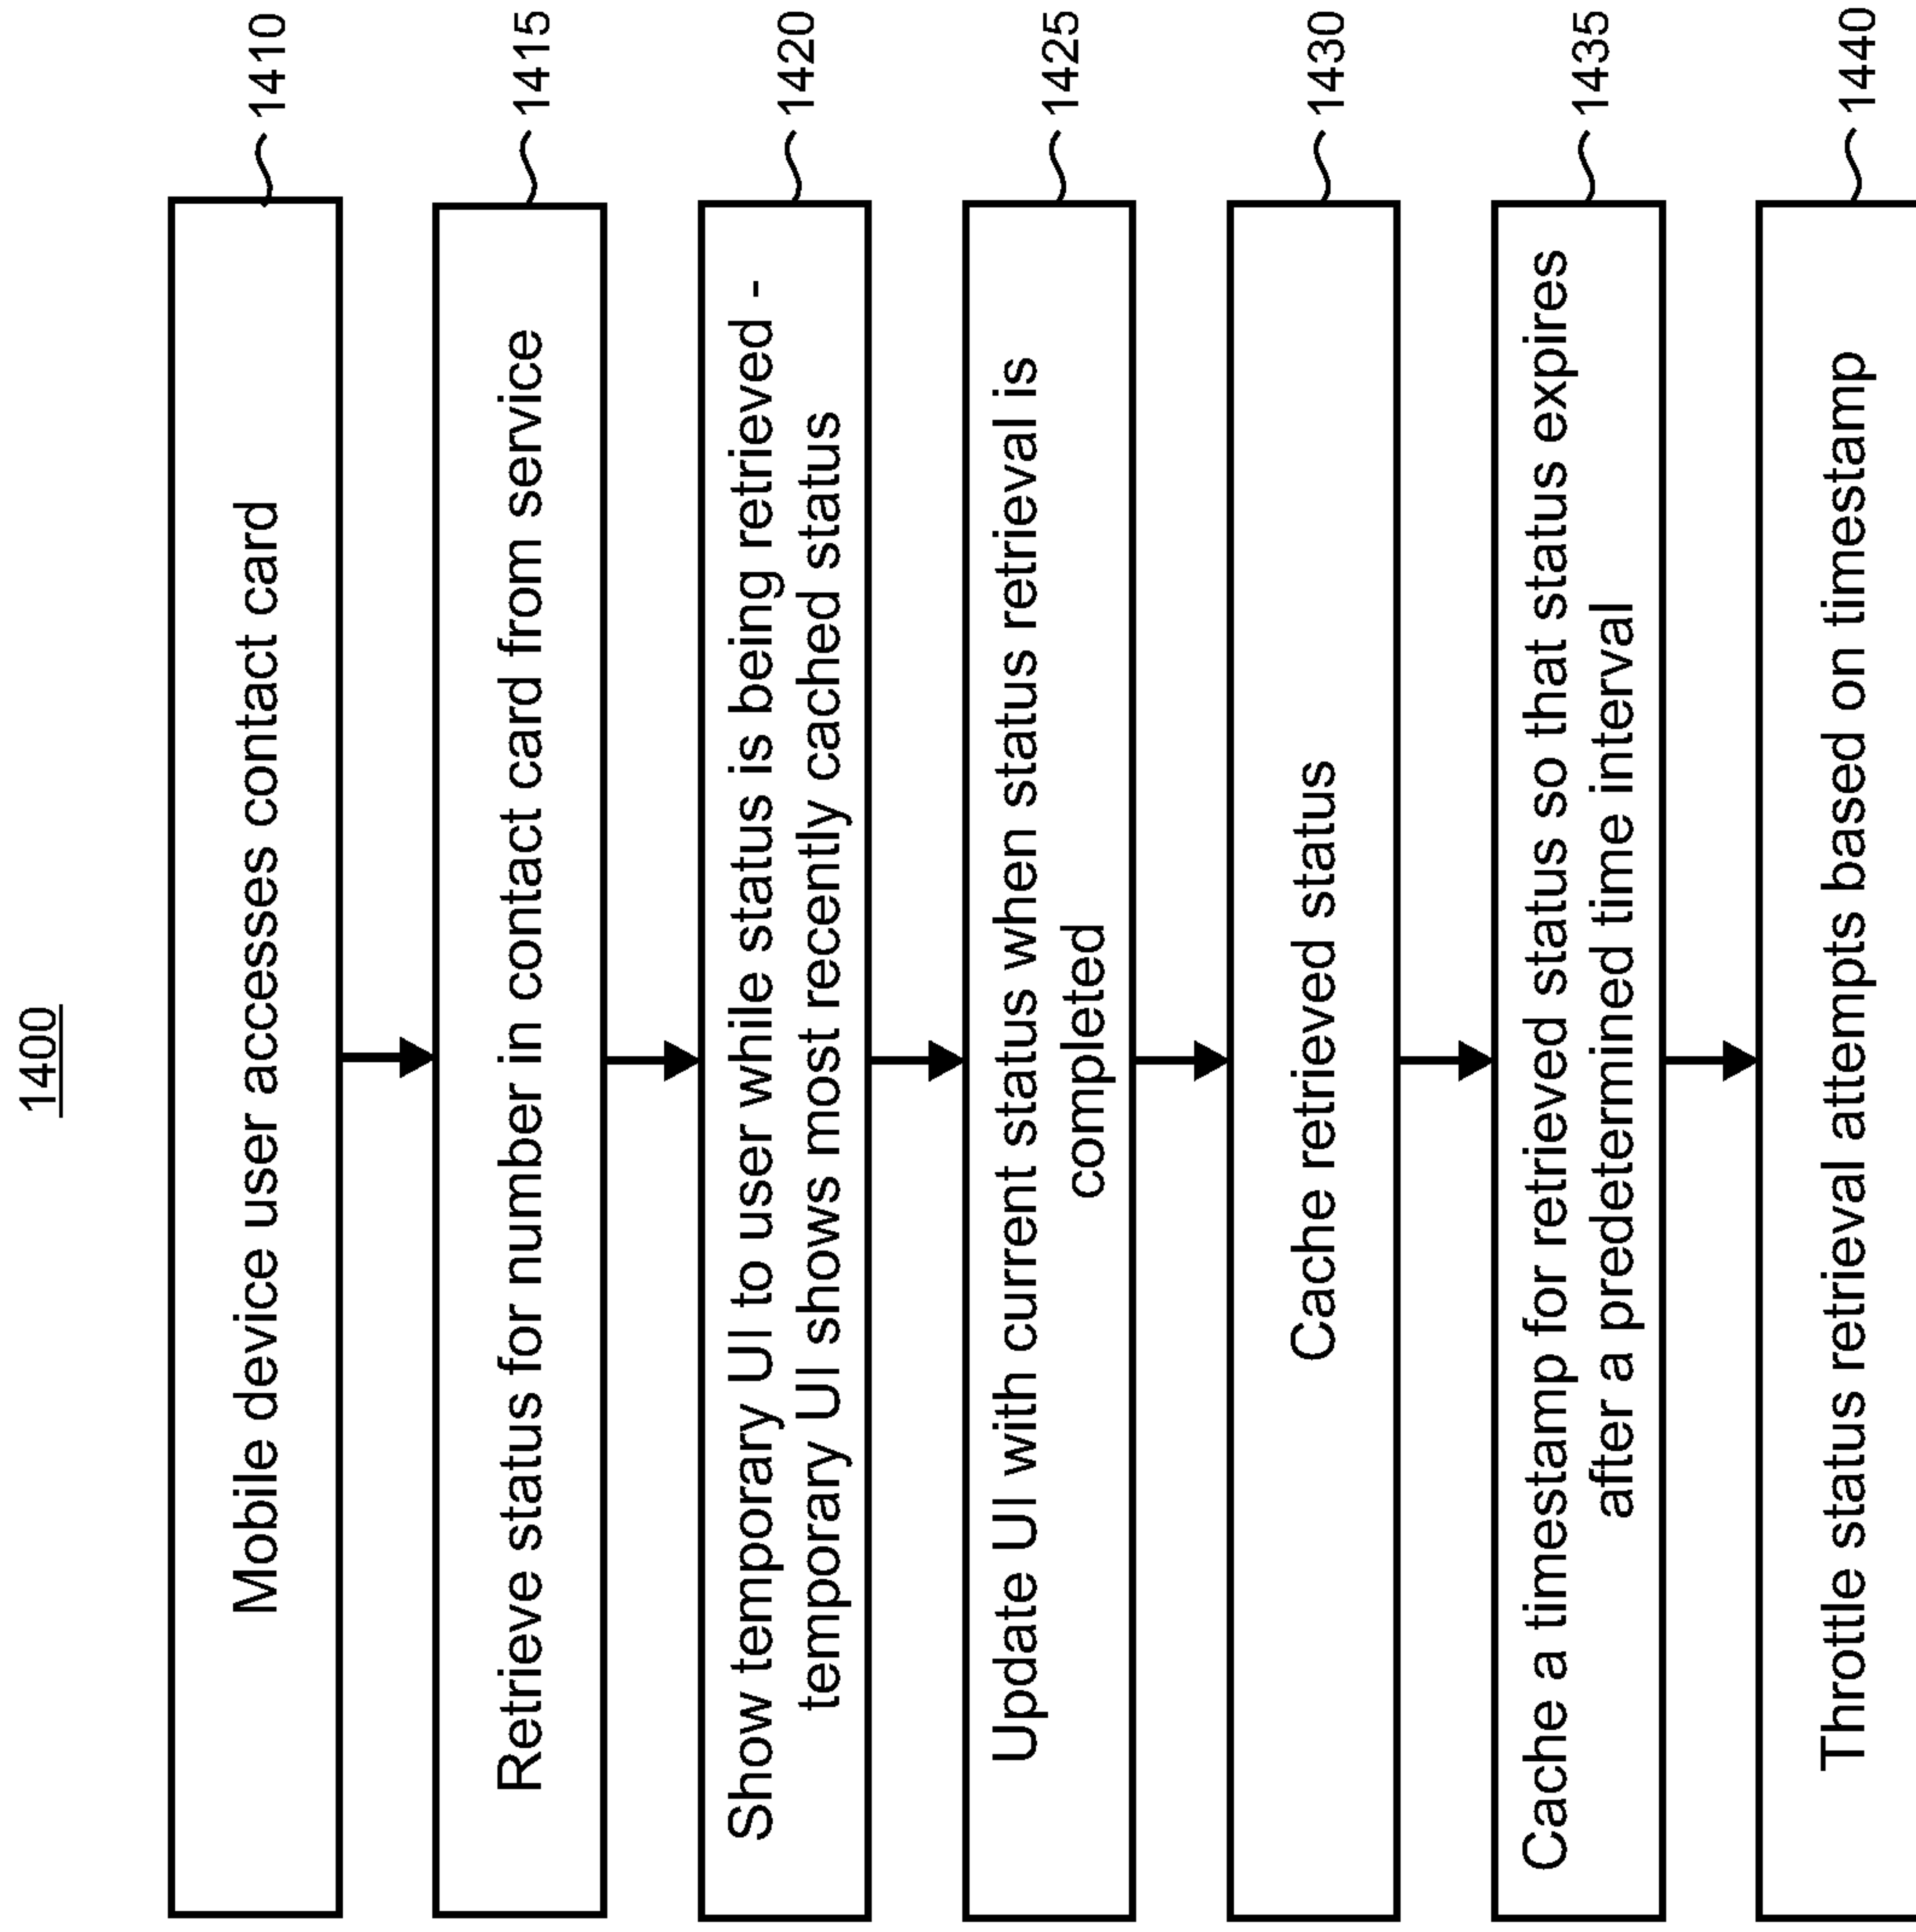 1400
Mobile device user accesses contact card
1410
Retrieve status for number in contact card from service
1415
Show temporary UI to user while status is being retrieved -
temporary UI shows most recently cached status
1420
Update UI with current status when status retrieval is
completed
1425
Cache retrieved status
1430
Cache a timestamp for retrieved status so that status expires
after a predetermined time interval
1435
Throttle status retrieval attempts based on timestamp
1440